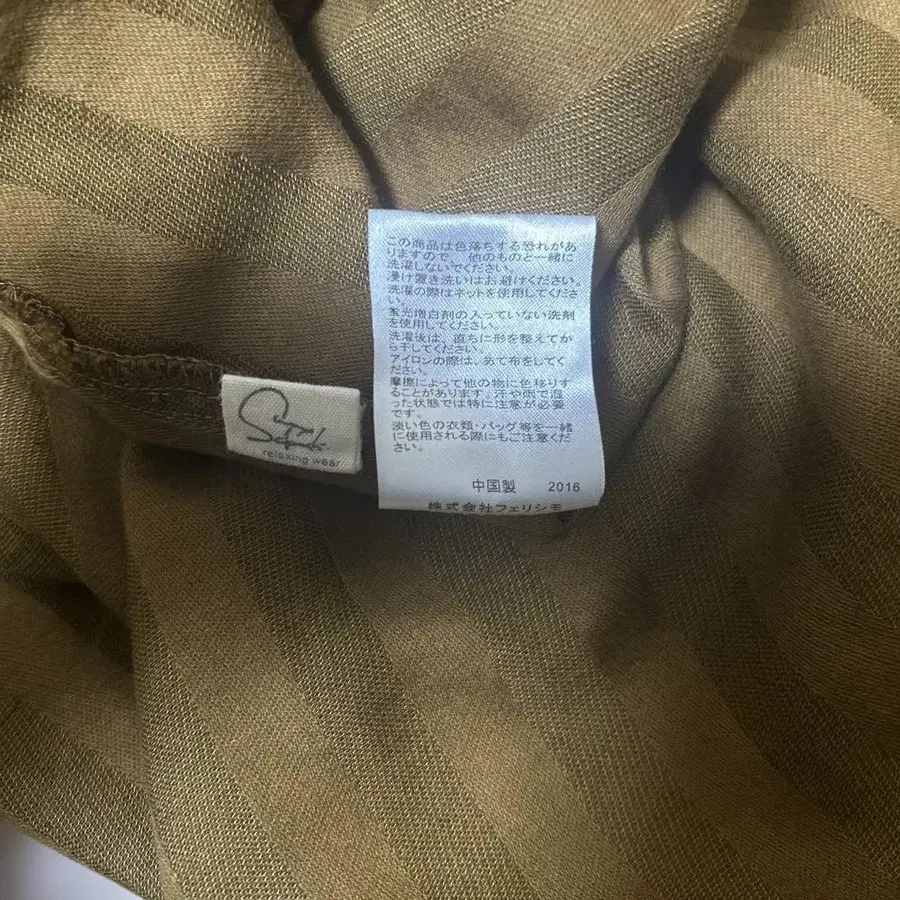 この商品は色落ちする恐れがあ
りますので、他のものと一緒に
洗濯しないでください。
浸け置き洗いはお避けください。
洗濯の際はネットを使用してくだ
さい。
蛍光増白剤の入っていない洗剤
を使用してください。
洗濯後は、直ちに形を整えてか
ら干してください。
アイロンの際は、あて布をしてく
ださい。
摩擦によって他の物に色移りす
ることがあります。汗や雨で湿
った状態では特に注意が必要
です。
淡い色の衣類・バッグ等を一緒
に使用される際にもご注意くだ
さい。
中国製 2016
株式会社フェリシモ
relaxing wear